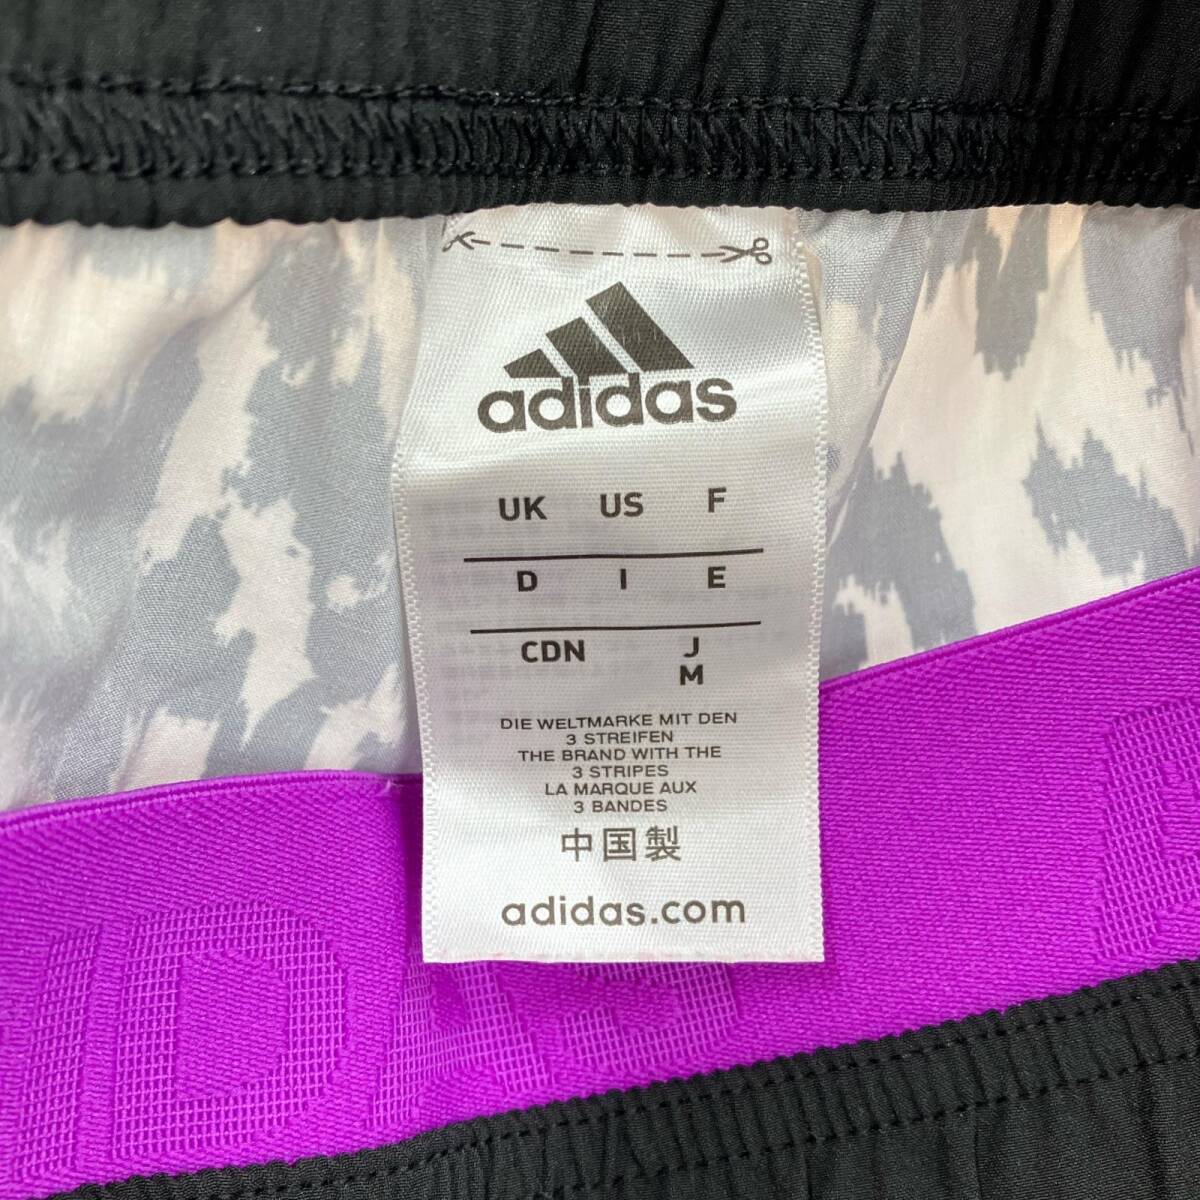 adidas
UK US F
D I E
CDN J
M
DIE WELTMARKE MIT DEN
3 STREIFEN
THE BRAND WITH THE
3 STRIPES
LA MARQUE AUX
3 BANDES
中国製
adidas.com